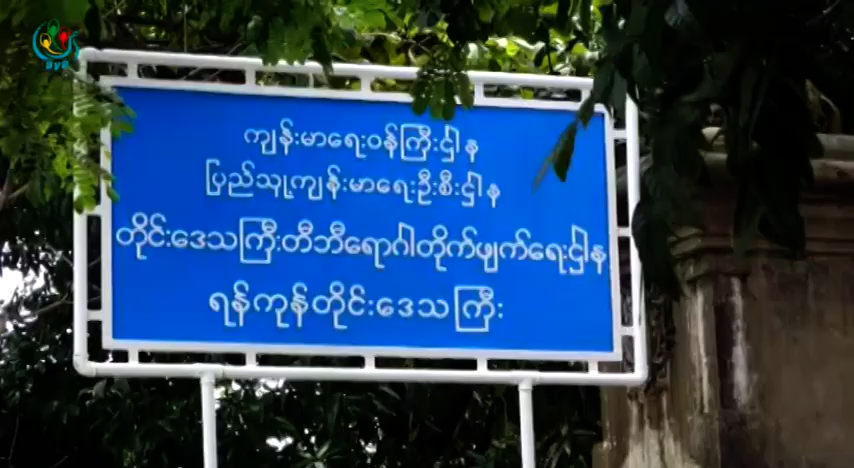 ကျန်းမာရေးဝန်ကြီးဌာန
ပြည်သူ့ကျန်းမာရေးဦးစီးဌာန
တိုင်းဒေသကြီးတီဘီရောဂါတိုက်ဖျက်ရေးဌာန
ရန်ကုန်တိုင်းဒေသကြီး